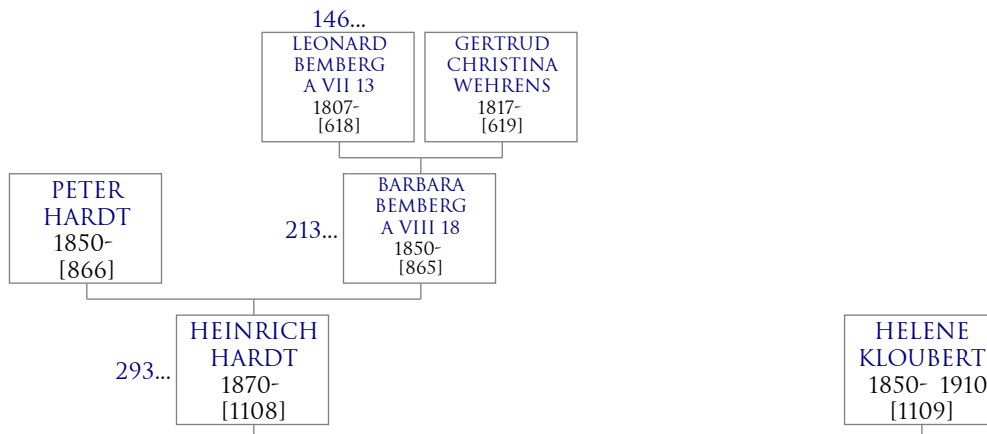 146...
LEONARD
BEMBERG
A VII 13
1807-
[618]
GERTRUD
CHRISTINA
WEHRENS
1817-
[619]
PETER
HARDT
1850-
[866]
213...
BARBARA
BEMBERG
A VIII 18
1850-
[865]
293...
HEINRICH
HARDT
1870-
[1108]
HELENE
KLOUBERT
1850- 1910
[1109]